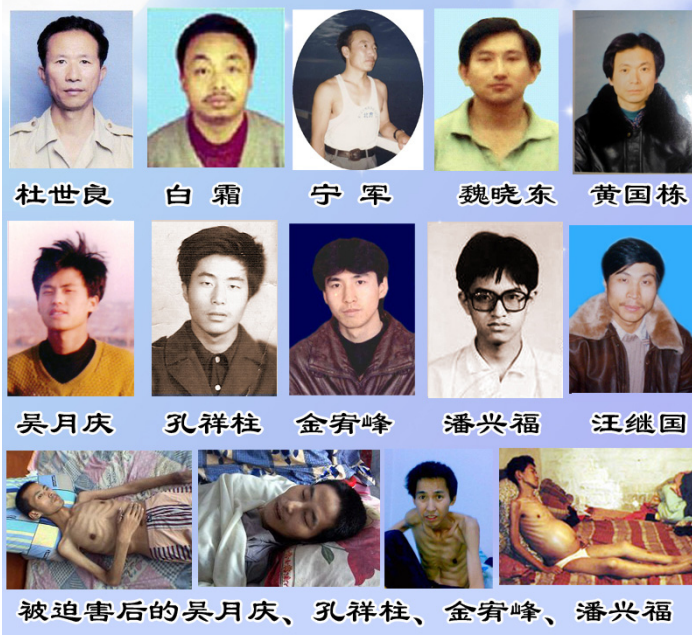 杜世良 白霜 宁军 魏晓东 黄国栋
吴月庆 孔祥柱 金宥峰 潘兴福 汪继国
被迫害后的吴月庆、孔祥柱、金宥峰、潘兴福